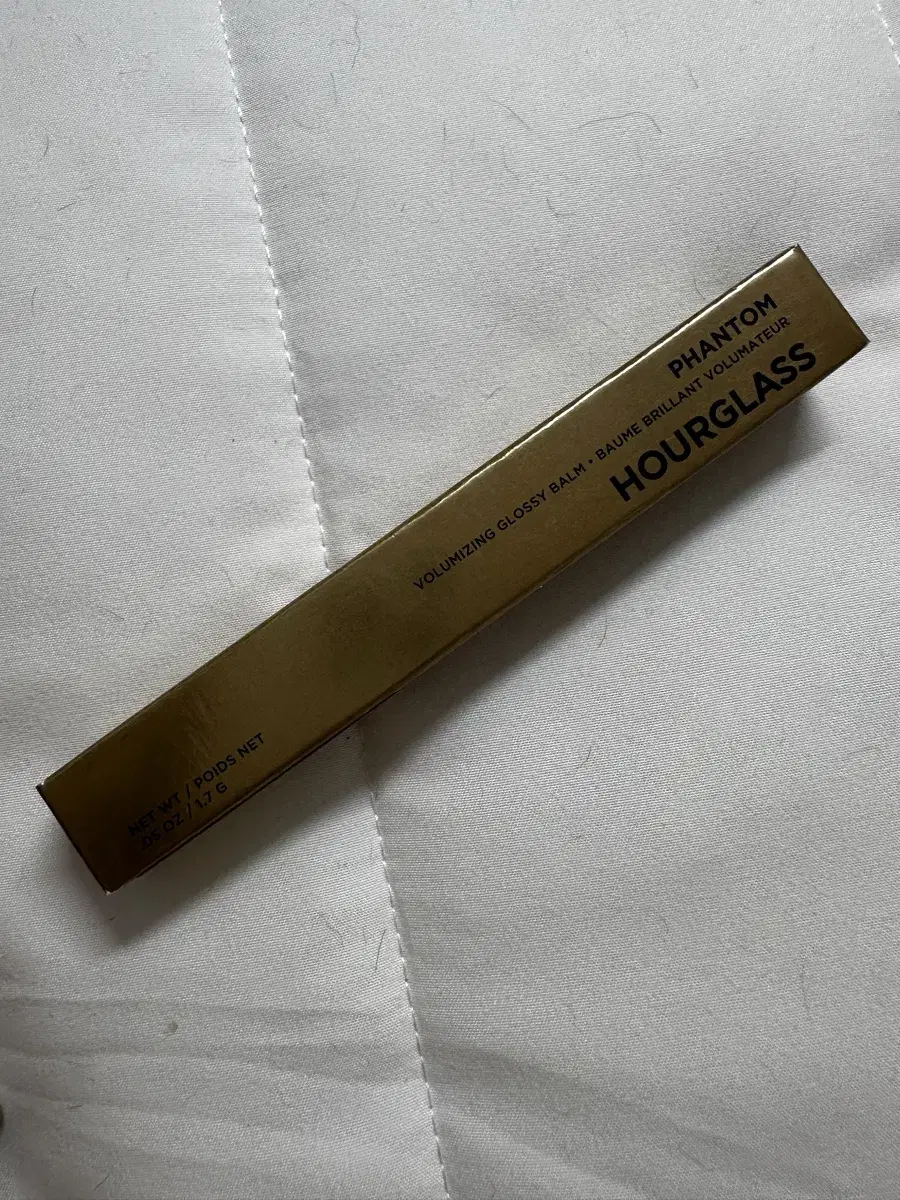 PHANTOM
VOLUMIZING GLOSSY BALM • BAUME BRILLANT VOLUMATEUR
HOURGLASS
NET WT / POIDS NET
.05 OZ / 1.7 G